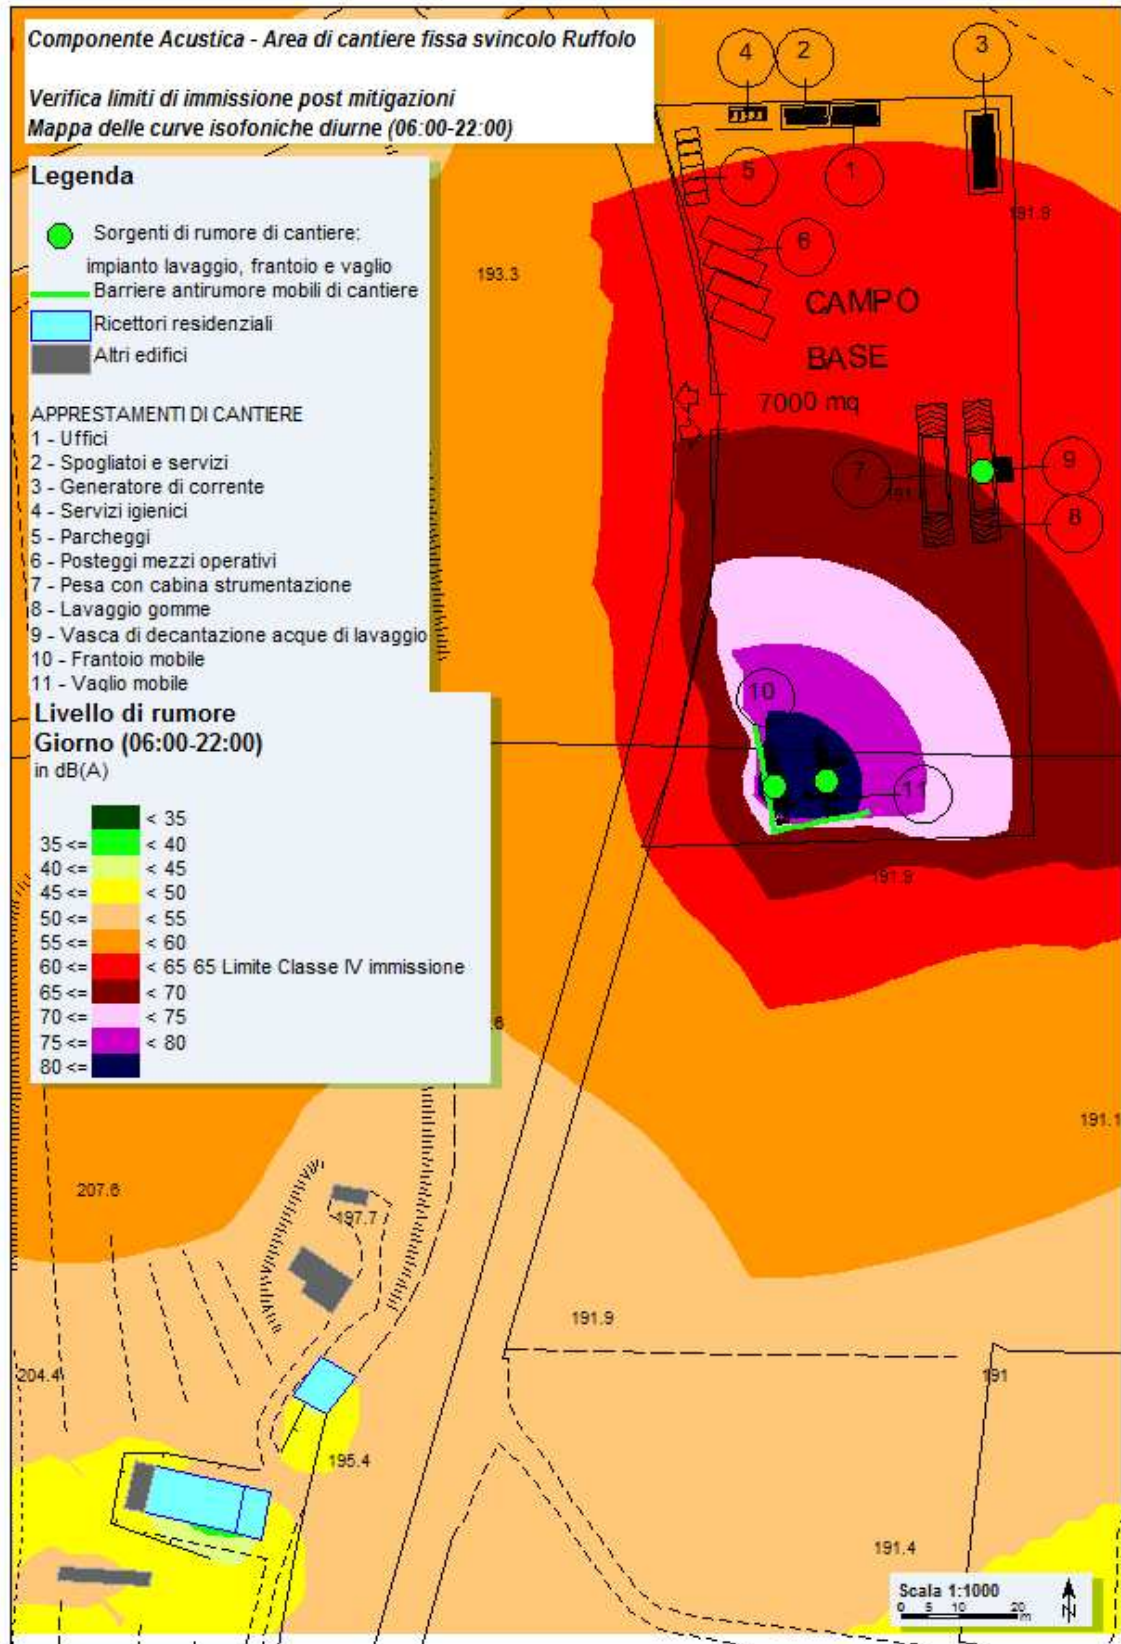 Componente Acustica - Area di cantiere fissa svincolo Ruffolo
Verifica limiti di immissione post mitigazioni
Mappa delle curve isofoniche diurne (06:00-22:00)
Legenda
Sorgenti di rumore di cantiere:
impianto lavaggio, frantoio e vaglio
Barriere antirumore mobili di cantiere
Ricettori residenziali
Altri edifici
APPRESTAMENTI DI CANTIERE
1 - Uffici
2 - Spogliatoi e servizi
3 - Generatore di corrente
4 - Servizi igienici
5 - Parcheggi
6 - Posteggi mezzi operativi
7 - Pesa con cabina strumentazione
8 - Lavaggio gomme
9 - Vasca di decantazione acque di lavaggio
10 - Frantoio mobile
11 - Vaglio mobile
Livello di rumore
Giorno (06:00-22:00)
in dB(A)
< 35
35 <= < 40
40 <= < 45
45 <= < 50
50 <= < 55
55 <= < 60
60 <= < 65 65 Limite Classe IV immissione
65 <= < 70
70 <= < 75
75 <= < 80
80 <=
4
2
3
5
1
191.9
6
193.3
CAMPO
BASE
7000 mq
7
9
8
10
11
191.9
191.1
207.6
197.7
191.9
204.4
191
195.4
191.4
Scala 1:1000
0 5 10 20
m
N